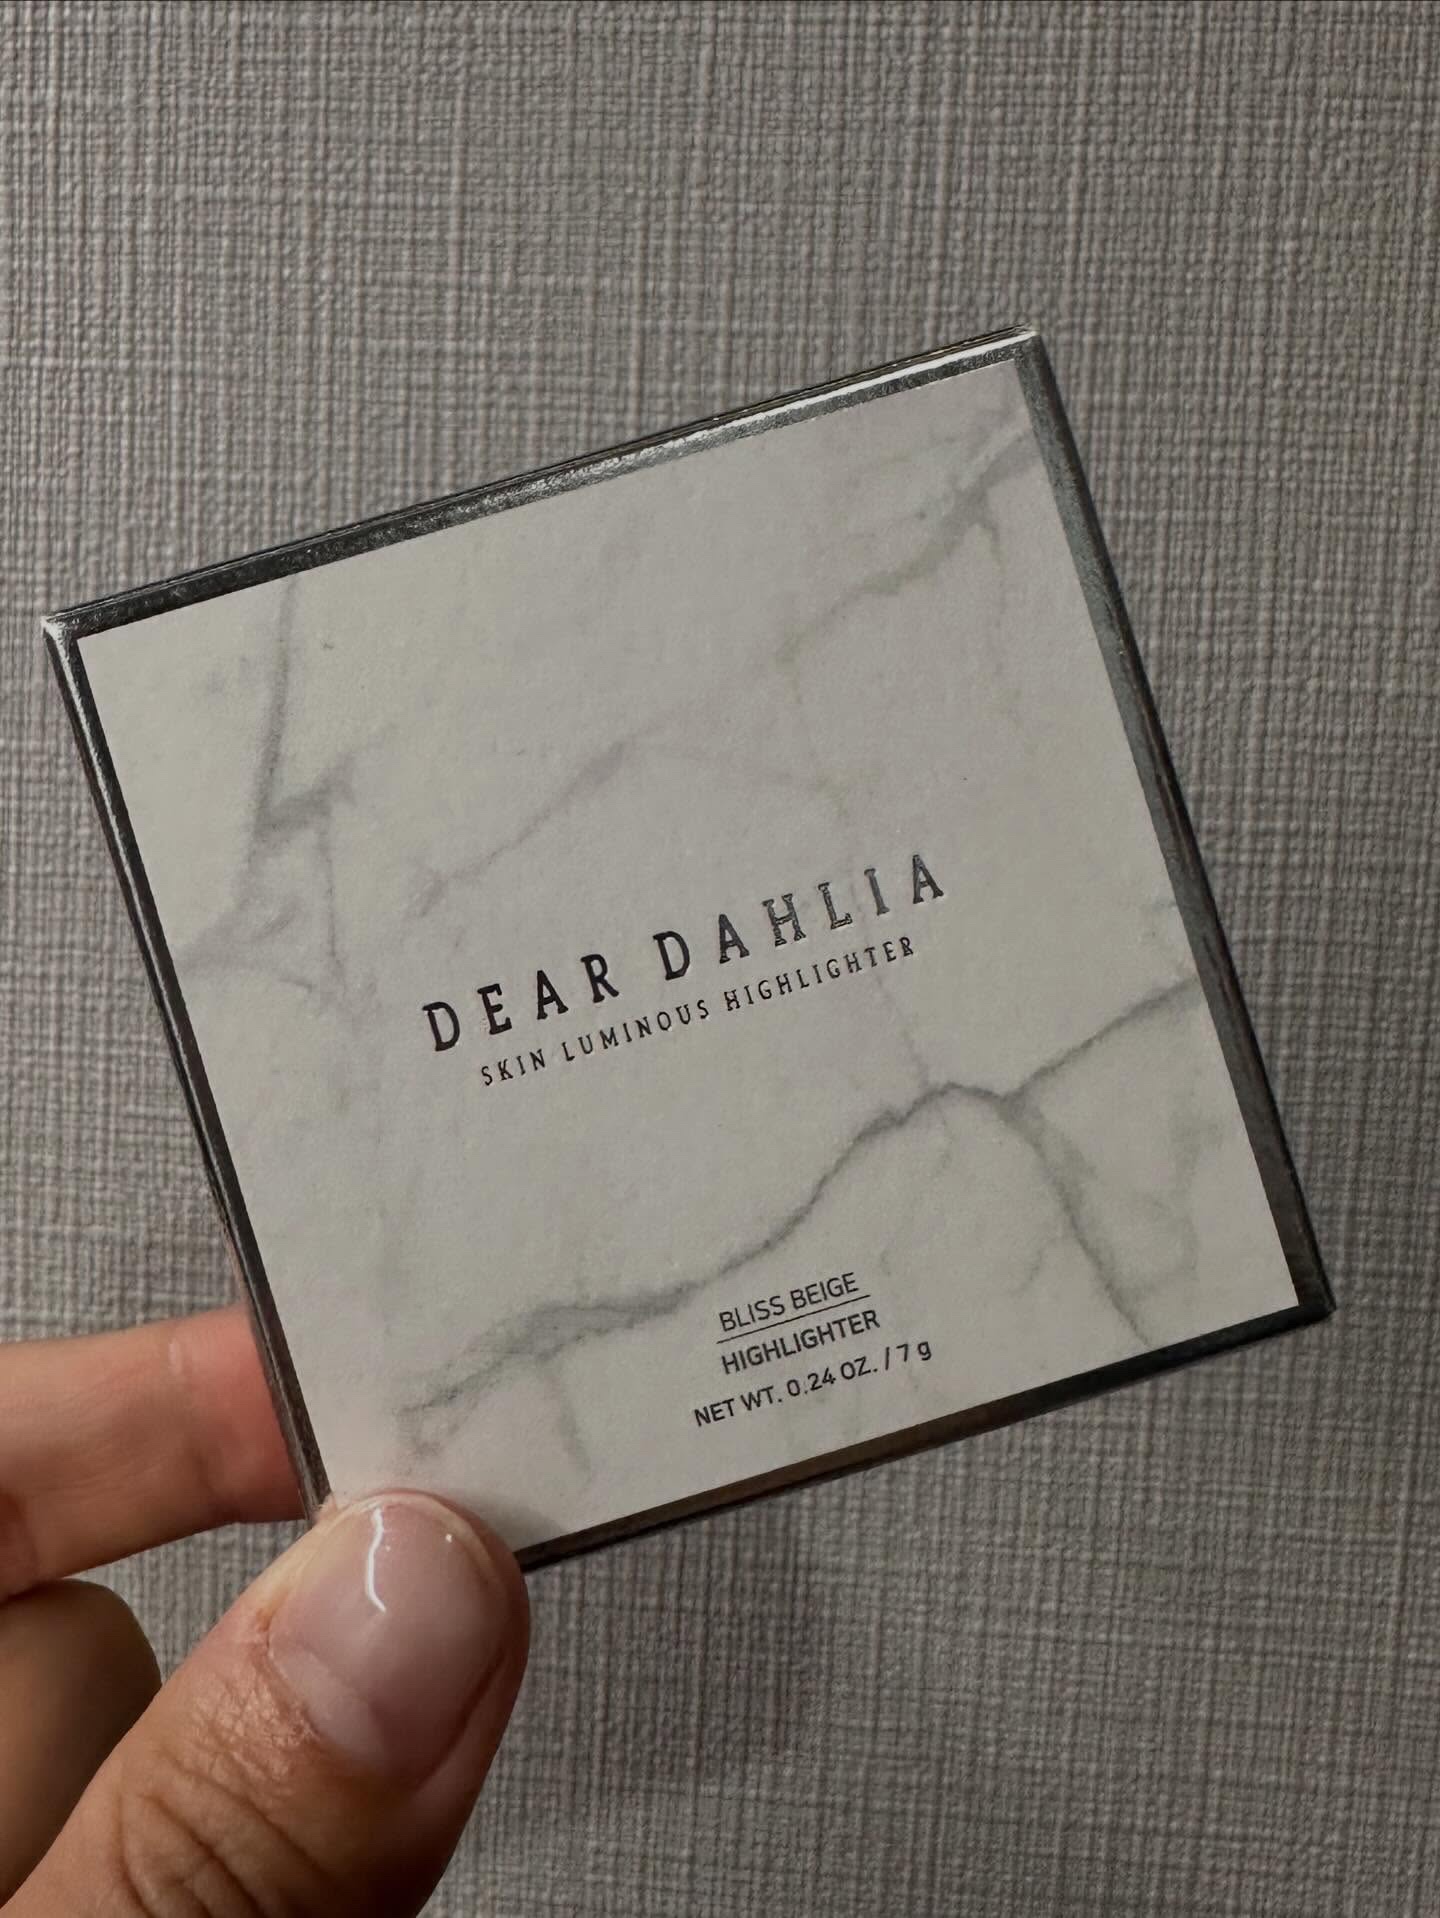 DEAR DAHLIA
SKIN LUMINOUS HIGHLIGHTER
BLISS BEIGE
HIGHLIGHTER
NET WT. 0.24 OZ. / 7 g